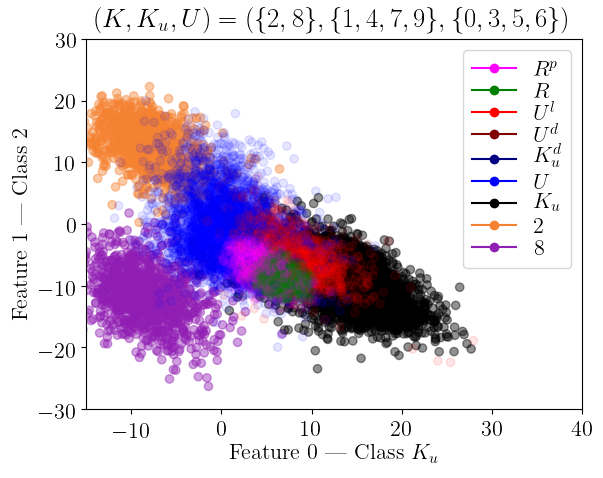 (K, K_u, U) = ({2, 8}, {1, 4, 7, 9}, {0, 3, 5, 6})
30
20
10
0
−10
−20
−30
Feature 1 — Class 2
R^p
R
U^l
U^d
K_u^d
U
K_u
2
8
−10
0
10
20
30
40
Feature 0 — Class K_u